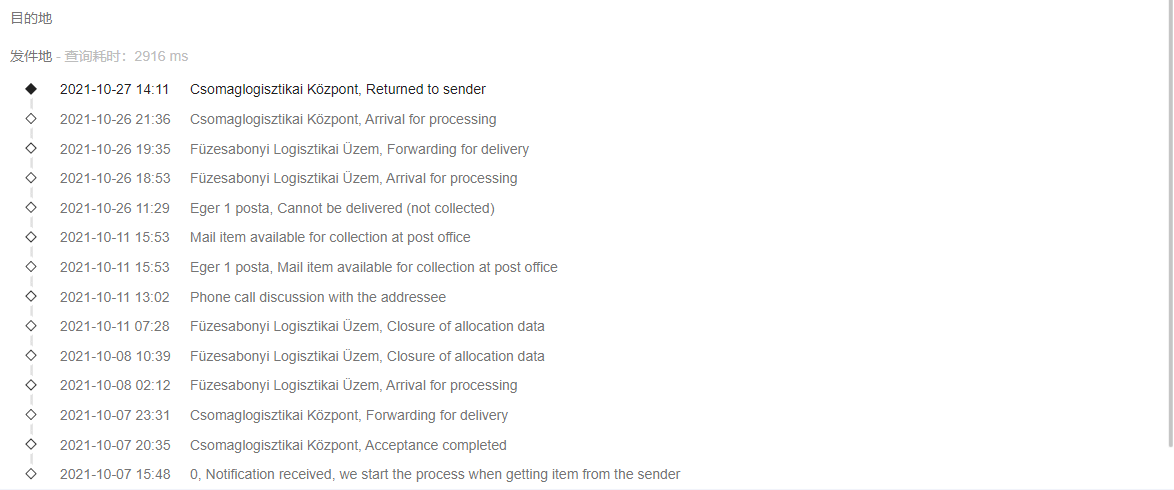 目的地
发件地 - 查询耗时：2916 ms
2021-10-27 14:11 Csomaglogisztikai Központ, Returned to sender
2021-10-26 21:36 Csomaglogisztikai Központ, Arrival for processing
2021-10-26 19:35 Füzesabonyi Logisztikai Üzem, Forwarding for delivery
2021-10-26 18:53 Füzesabonyi Logisztikai Üzem, Arrival for processing
2021-10-26 11:29 Eger 1 posta, Cannot be delivered (not collected)
2021-10-11 15:53 Mail item available for collection at post office
2021-10-11 15:53 Eger 1 posta, Mail item available for collection at post office
2021-10-11 13:02 Phone call discussion with the addressee
2021-10-11 07:28 Füzesabonyi Logisztikai Üzem, Closure of allocation data
2021-10-08 10:39 Füzesabonyi Logisztikai Üzem, Closure of allocation data
2021-10-08 02:12 Füzesabonyi Logisztikai Üzem, Arrival for processing
2021-10-07 23:31 Csomaglogisztikai Központ, Forwarding for delivery
2021-10-07 20:35 Csomaglogisztikai Központ, Acceptance completed
2021-10-07 15:48 0, Notification received, we start the process when getting item from the sender